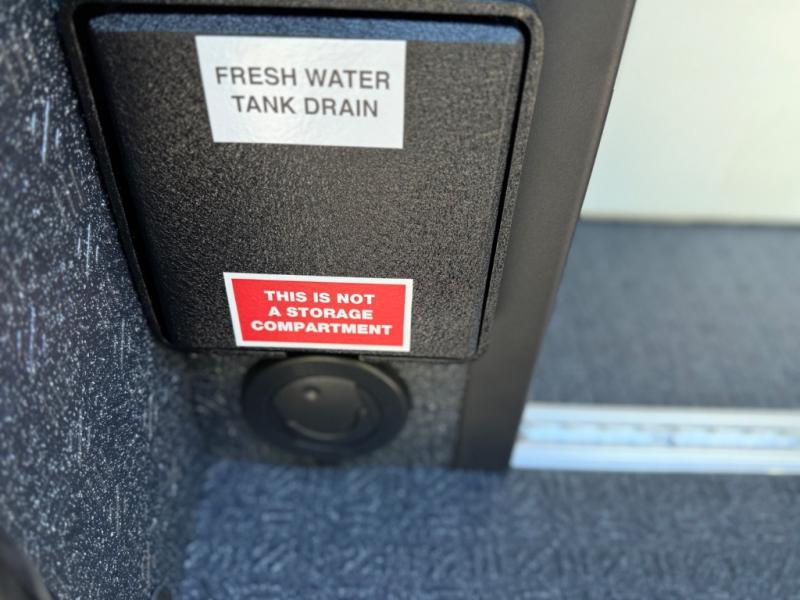 FRESH WATER
TANK DRAIN
THIS IS NOT
A STORAGE
COMPARTMENT